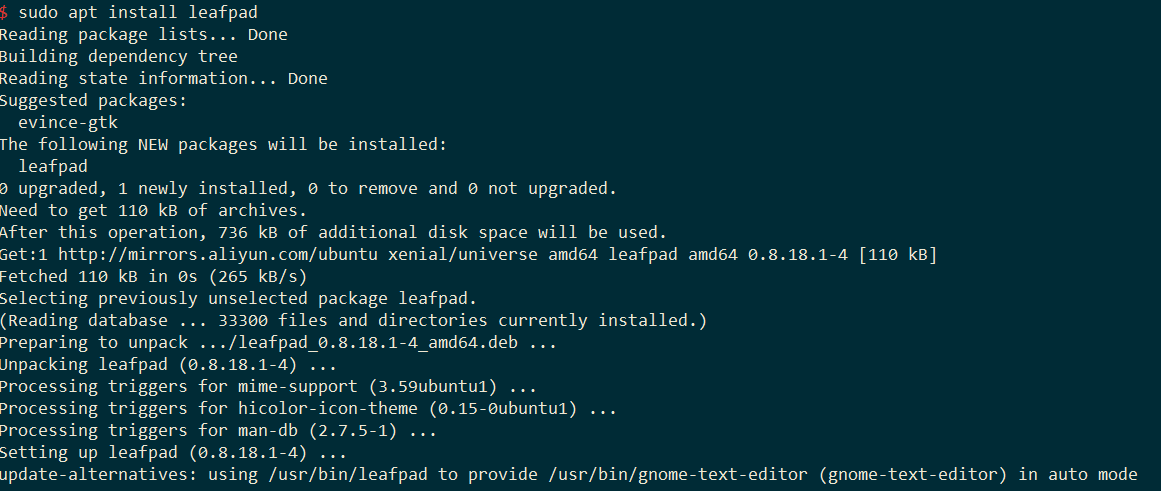 $ sudo apt install leafpad
Reading package lists... Done
Building dependency tree
Reading state information... Done
Suggested packages:
  evince-gtk
The following NEW packages will be installed:
  leafpad
0 upgraded, 1 newly installed, 0 to remove and 0 not upgraded.
Need to get 110 kB of archives.
After this operation, 736 kB of additional disk space will be used.
Get:1 http://mirrors.aliyun.com/ubuntu xenial/universe amd64 leafpad amd64 0.8.18.1-4 [110 kB]
Fetched 110 kB in 0s (265 kB/s)
Selecting previously unselected package leafpad.
(Reading database ... 33300 files and directories currently installed.)
Preparing to unpack .../leafpad_0.8.18.1-4_amd64.deb ...
Unpacking leafpad (0.8.18.1-4) ...
Processing triggers for mime-support (3.59ubuntu1) ...
Processing triggers for hicolor-icon-theme (0.15-0ubuntu1) ...
Processing triggers for man-db (2.7.5-1) ...
Setting up leafpad (0.8.18.1-4) ...
update-alternatives: using /usr/bin/leafpad to provide /usr/bin/gnome-text-editor (gnome-text-editor) in auto mode